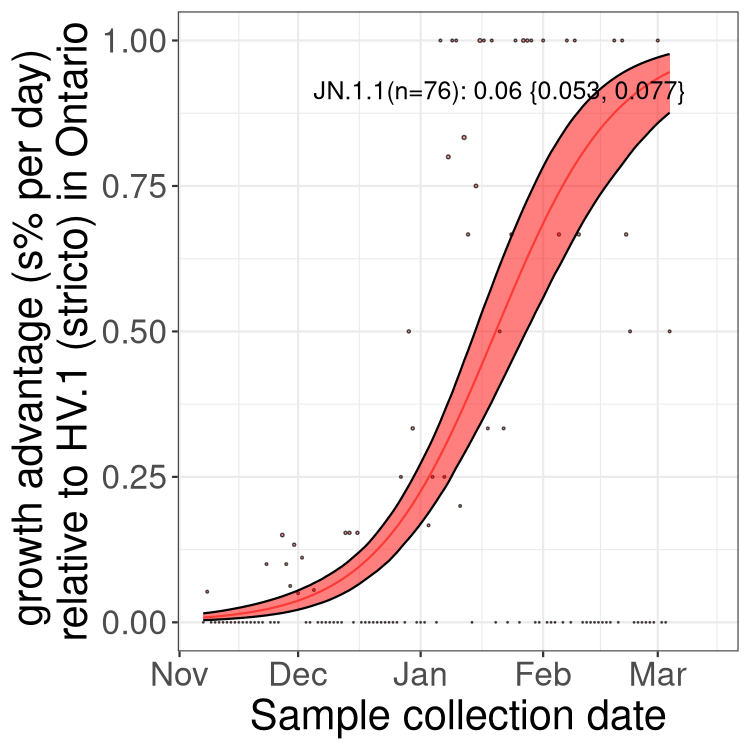 growth advantage (s% per day)
relative to HV.1 (stricto) in Ontario
1.00
0.75
0.50
0.25
0.00
JN.1.1(n=76): 0.06 {0.053, 0.077}
Nov Dec Jan Feb Mar
Sample collection date